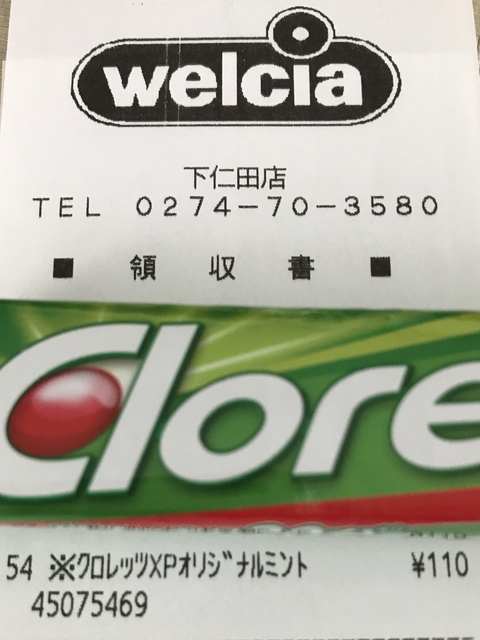 welcia
下仁田店
TEL 0274-70-3580
■ 領収書 ■
Clore
54 ※クロレッツXPオリジナルミント ¥110
45075469